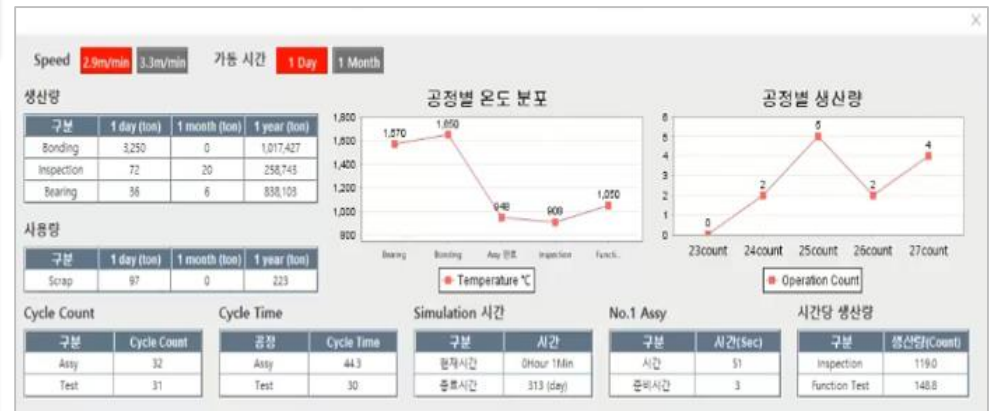 X
Speed 2.9m/min 3.3m/min 가동 시간 1 Day 1 Month
생산량
구분 1 day (ton) 1 month (ton) 1 year (ton)
Bonding 3,250 0 1,017,427
Inspection 72 20 258,743
Bearing 36 6 838,103
사용량
구분 1 day (ton) 1 month (ton) 1 year (ton)
Scrap 97 0 223
공정별 온도 분포
1,800
1,600
1,400
1,200
1,000
800
1,570 1,650 948 909 1,050
Bearing Bonding Assy 완료 Inspection Functi..
Temperature ℃
공정별 생산량
6
5
4
3
2
1
0
0 2 5 2 4
23count 24count 25count 26count 27count
Operation Count
Cycle Count
구분 Cycle Count
Assy 32
Test 31
Cycle Time
공정 Cycle Time
Assy 44.3
Test 30
Simulation 시간
구분 시간
현재시간 0Hour 1Min
종료시간 313 (day)
No.1 Assy
구분 시간(Sec)
시간 51
준비시간 3
시간당 생산량
구분 생산량(Count)
Inspection 119.0
Function Test 148.8